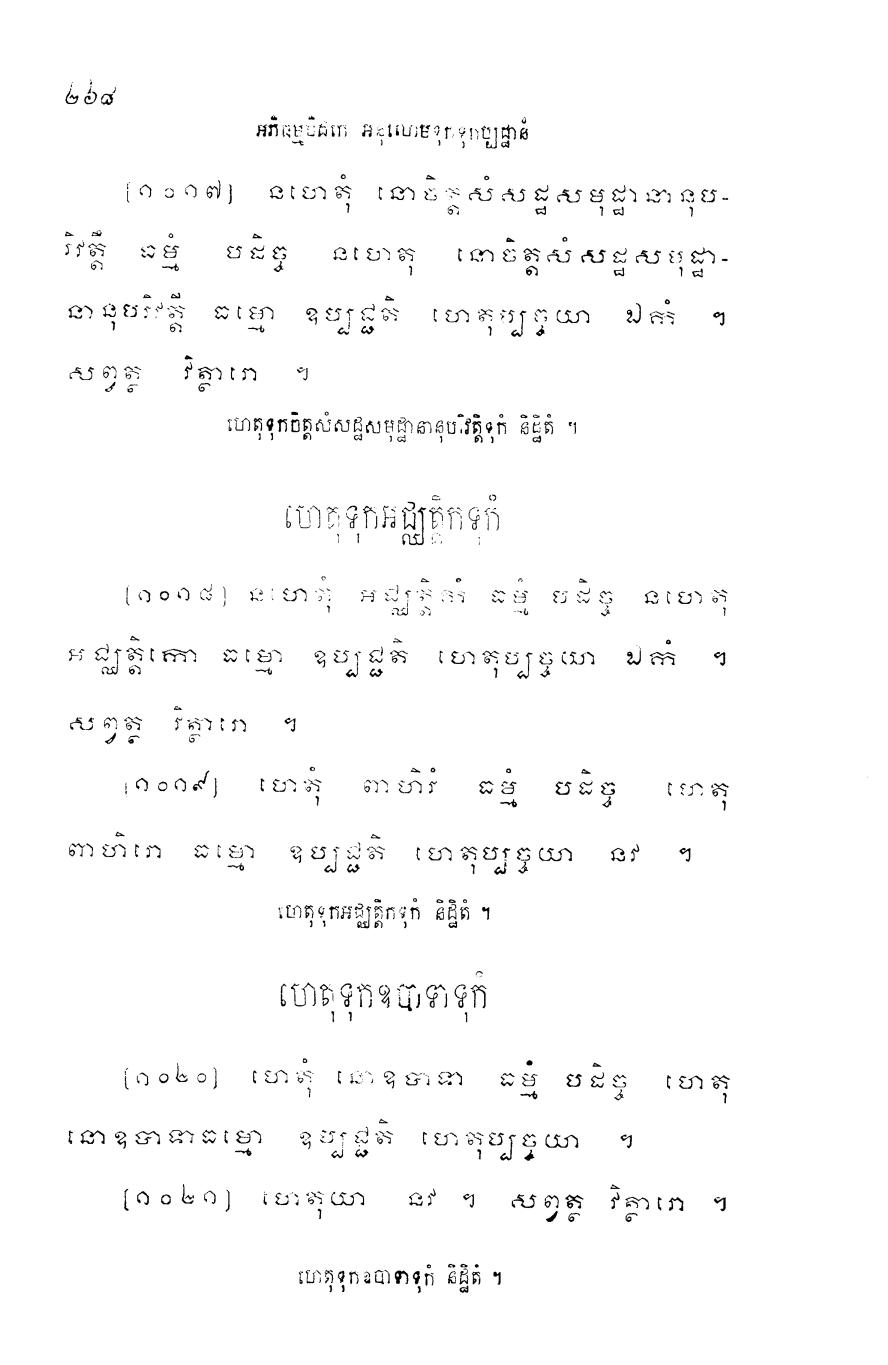 ២៦៨
អភិធម្មបិដកេ អនុលោមទុកទុកប្បដ្ឋានំ
[១០១៧] នហេតុំ នោចិត្តសំសដ្ឋសមុដ្ឋានានុប-
រិវត្តឹ ធម្មំ បដិច្ច នហេតុ នោចិត្តសំសដ្ឋសមុដ្ឋា-
នានុបរិវត្តី ធម្មោ ឧប្បជ្ជតិ ហេតុប្បច្ចយា ឯកំ ។
សព្វត្ថ វិត្ថារោ ។
ហេតុទុកចិត្តសំសដ្ឋសមុដ្ឋានានុបរិវត្តិទុកំ និដ្ឋិតំ ។
ហេតុទុកអជ្ឈត្តិកទុកំ
[១០១៨] នហេតុំ អជ្ឈត្តិកំ ធម្មំ បដិច្ច នហេតុ
អជ្ឈត្តិកោ ធម្មោ ឧប្បជ្ជតិ ហេតុប្បច្ចយា ឯកំ ។
សព្វត្ថ វិត្ថារោ ។
[១០១៩] ហេតុំ ពាហិរំ ធម្មំ បដិច្ច ហេតុ
ពាហិរោ ធម្មោ ឧប្បជ្ជតិ ហេតុប្បច្ចយា នវ ។
ហេតុទុកអជ្ឈត្តិកទុកំ និដ្ឋិតំ ។
ហេតុទុកឧបាទាទុកំ
[១០២០] ហេតុំ នោឧបាទា ធម្មំ បដិច្ច ហេតុ
នោឧបាទាធម្មោ ឧប្បជ្ជតិ ហេតុប្បច្ចយា ។
[១០២១] ហេតុយា នវ ។ សព្វត្ថ វិត្ថារោ ។
ហេតុទុកឧបាទាទុកំ និដ្ឋិតំ ។